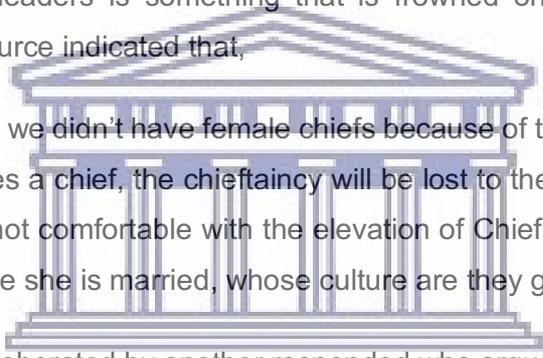 leaders is something that is frowned on
urce indicated that,
we didn't have female chiefs because of t
es a chief, the chieftaincy will be lost to the
not comfortable with the elevation of Chief
e she is married, whose culture are they g
oborated by another responded who argu